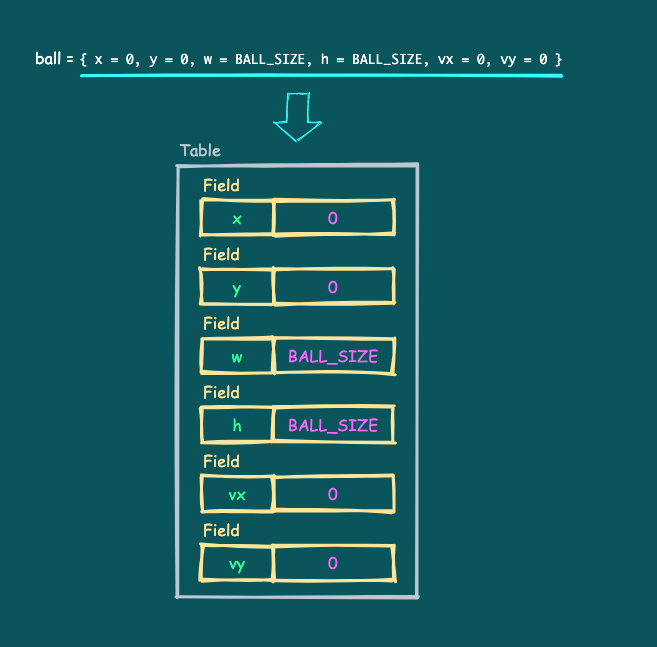 ball = { x = 0, y = 0, w = BALL_SIZE, h = BALL_SIZE, vx = 0, vy = 0 }
Table
Field
x 0
Field
y 0
Field
w BALL_SIZE
Field
h BALL_SIZE
Field
vx 0
Field
vy 0